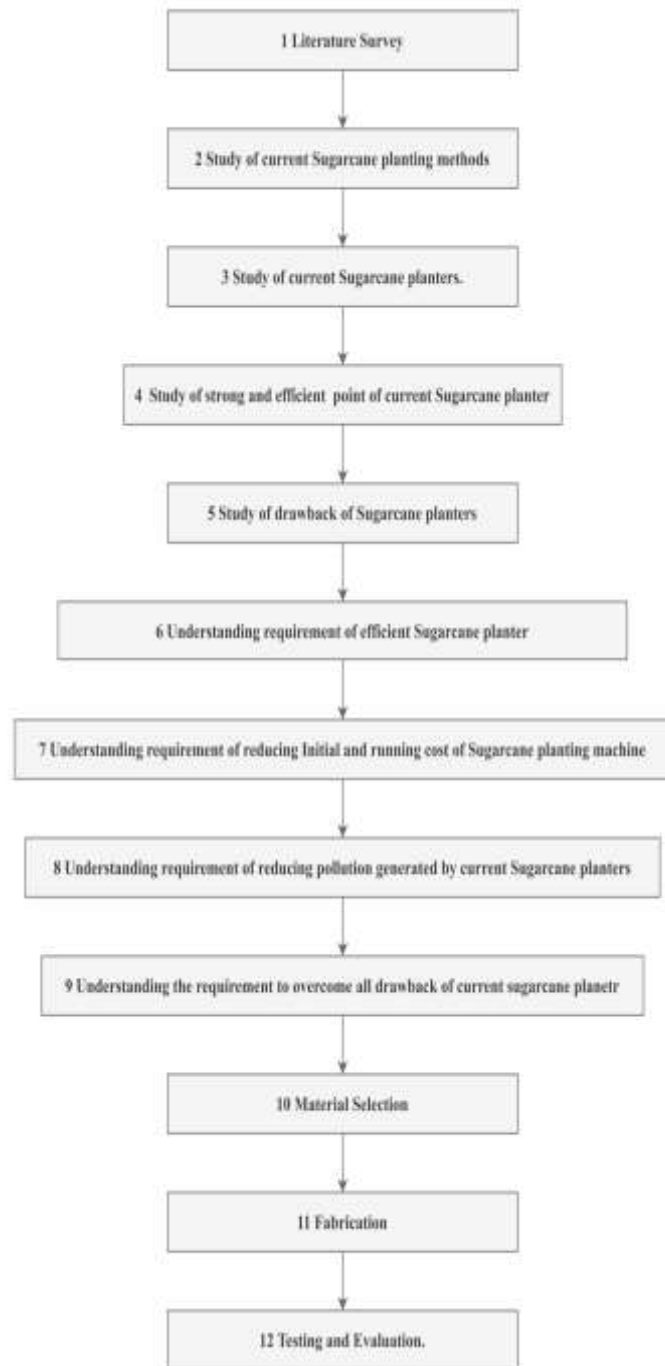 1 Literature Survey
2 Study of current Sugarcane planting methods
3 Study of current Sugarcane planters.
4 Study of strong and efficient point of current Sugarcane planter
5 Study of drawback of Sugarcane planters
6 Understanding requirement of efficient Sugarcane planter
7 Understanding requirement of reducing Initial and running cost of Sugarcane planting machine
8 Understanding requirement of reducing pollution generated by current Sugarcane planters
9 Understanding the requirement to overcome all drawback of current sugarcane planetr
10 Material Selection
11 Fabrication
12 Testing and Evaluation.